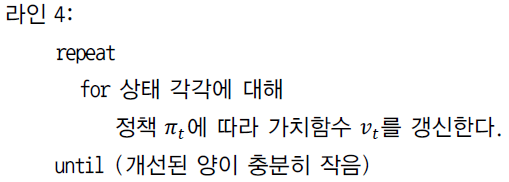 라인 4:
repeat
for 상태 각각에 대해
정책 π_t에 따라 가치함수 v_t를 갱신한다.
until (개선된 양이 충분히 작음)